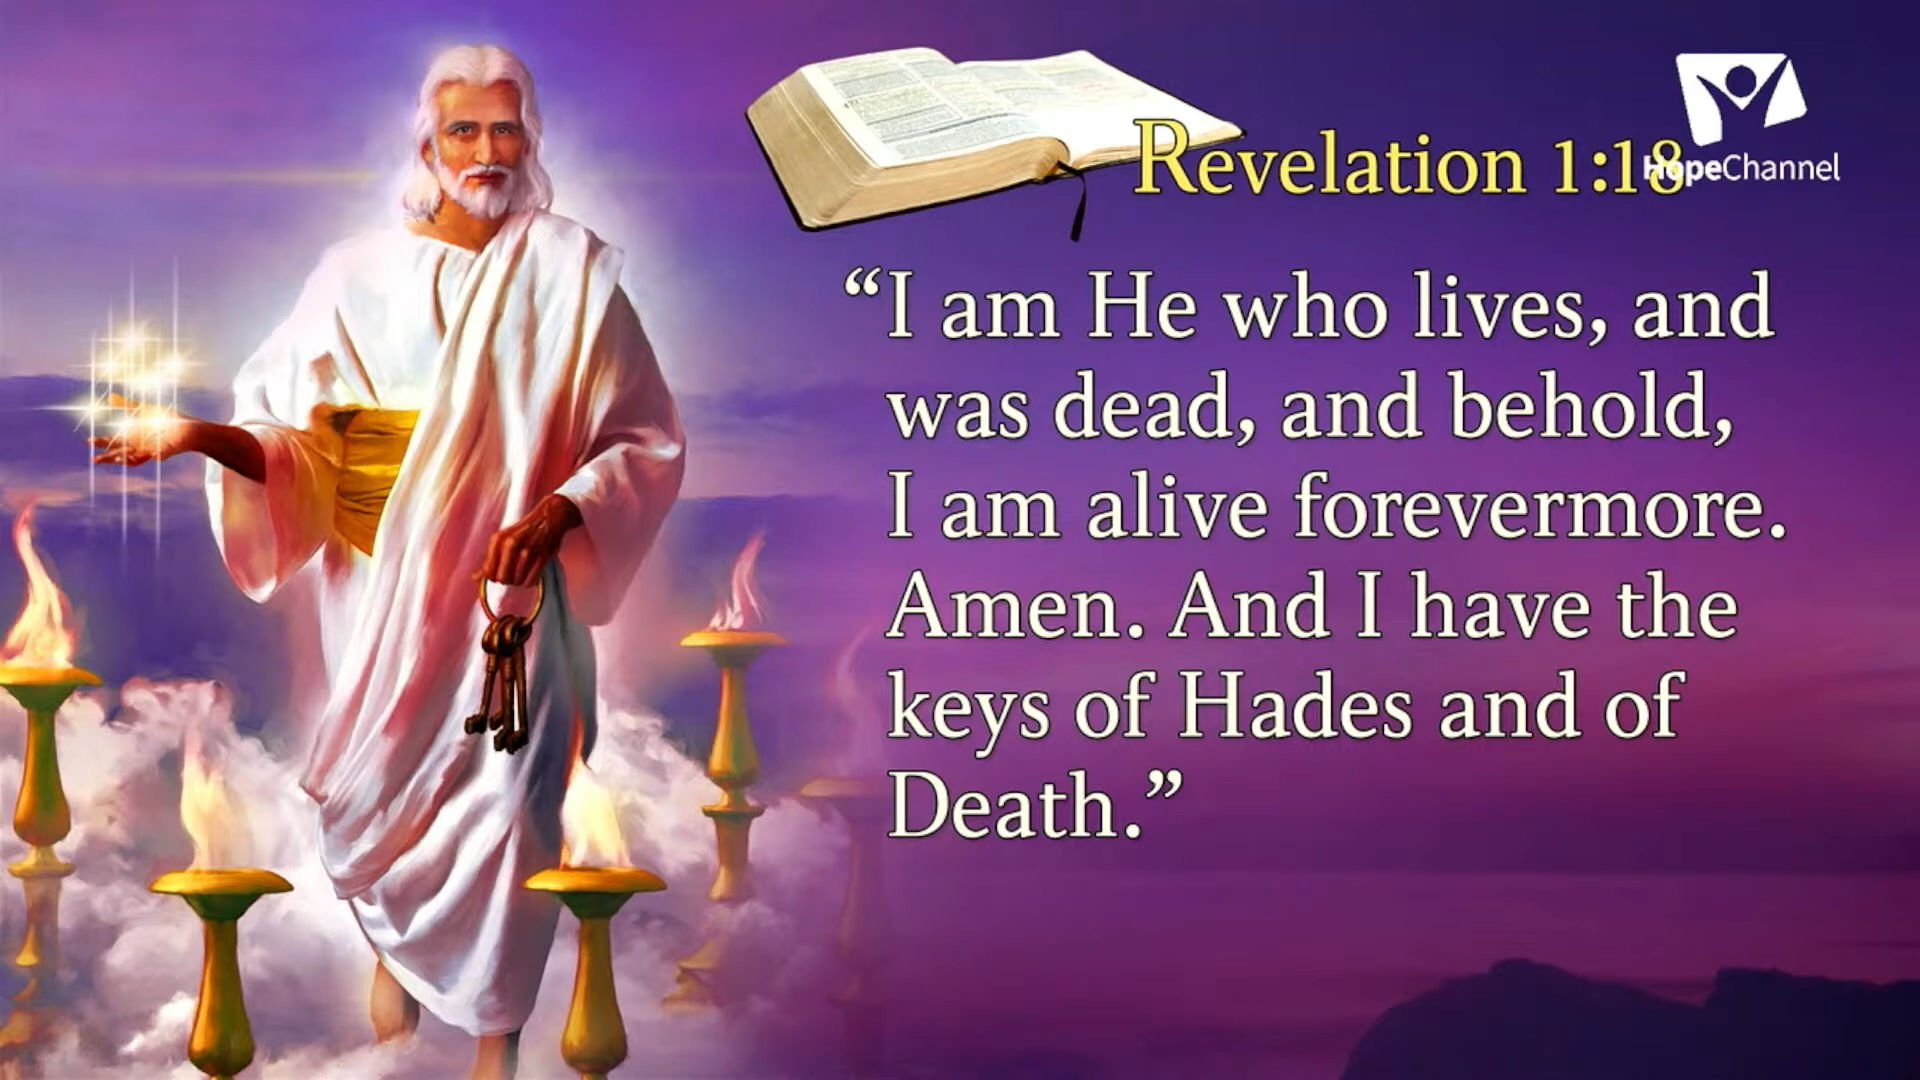 Revelation 1:18
HopeChannel
“I am He who lives, and
was dead, and behold,
I am alive forevermore.
Amen. And I have the
keys of Hades and of
Death.”